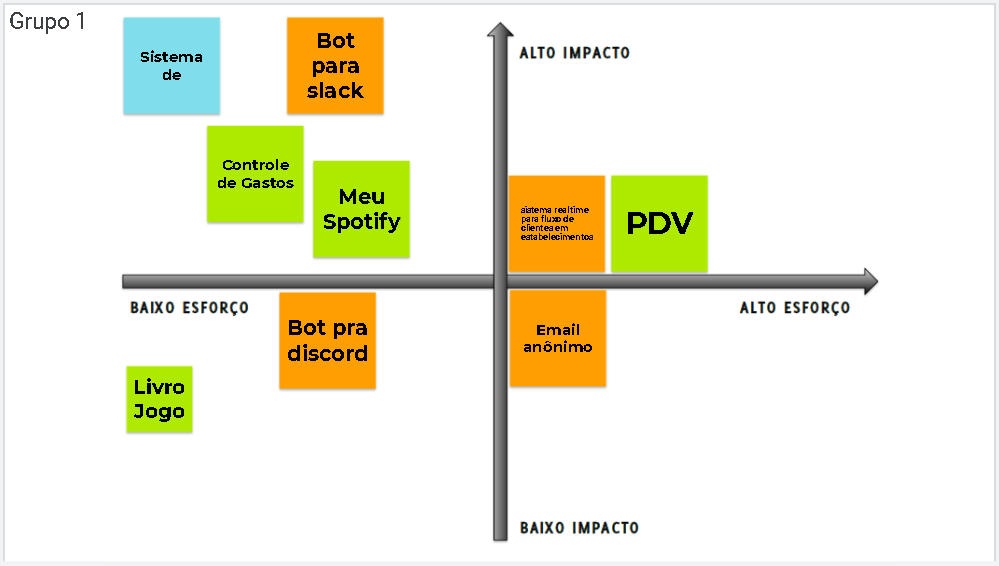 Grupo 1
Sistema
de
Bot
para
slack
ALTO IMPACTO
Controle
de Gastos
Meu
Spotify
sistema realtime
para fluxo de
clientes em
estabelecimentos
PDV
BAIXO ESFORÇO
ALTO ESFORÇO
Bot pra
discord
Email
anônimo
Livro
Jogo
BAIXO IMPACTO